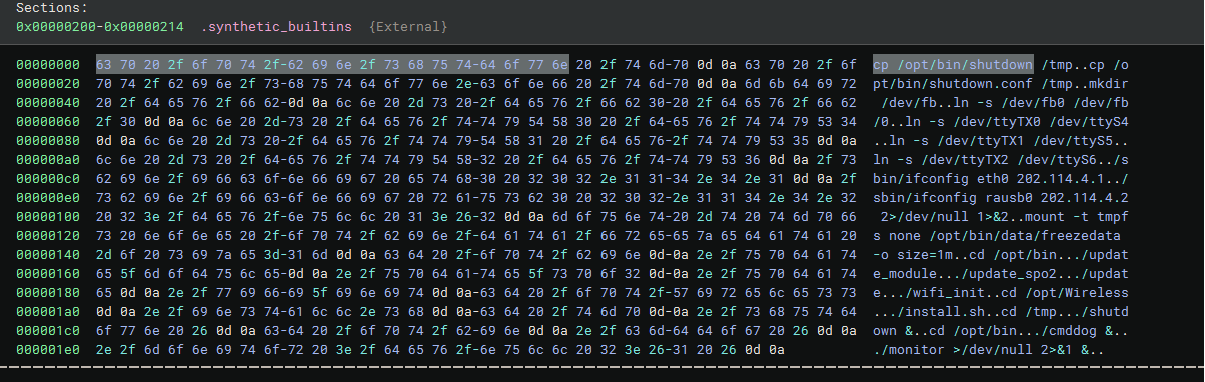 Sections:
0x00000200-0x00000214 .synthetic_builtins {External}
00000000 63 70 20 2f 6f 70 74 2f-62 69 6e 2f 73 68 75 74-64 6f 77 6e 20 2f 74 6d-70 0d 0a 63 70 20 2f 6f cp /opt/bin/shutdown /tmp..cp /o
00000020 70 74 2f 62 69 6e 2f 73-68 75 74 64 6f 77 6e 2e-63 6f 6e 66 20 2f 74 6d-70 0d 0a 6d 6b 64 69 72 pt/bin/shutdown.conf /tmp..mkdir
00000040 20 2f 64 65 76 2f 66 62-0d 0a 6c 6e 20 2d 73 20-2f 64 65 76 2f 66 62 30-20 2f 64 65 76 2f 66 62 /dev/fb..ln -s /dev/fb0 /dev/fb
00000060 2f 30 0d 0a 6c 6e 20 2d-73 20 2f 64 65 76 2f 74-74 79 54 58 30 20 2f 64-65 76 2f 74 74 79 53 34 /0..ln -s /dev/ttyTX0 /dev/ttyS4
00000080 0d 0a 6c 6e 20 2d 73 20-2f 64 65 76 2f 74 74 79-54 58 31 20 2f 64 65 76-2f 74 74 79 53 35 0d 0a ..ln -s /dev/ttyTX1 /dev/ttyS5..
000000a0 6c 6e 20 2d 73 20 2f 64-65 76 2f 74 74 79 54 58-32 20 2f 64 65 76 2f 74-74 79 53 36 0d 0a 2f 73 ln -s /dev/ttyTX2 /dev/ttyS6../s
000000c0 62 69 6e 2f 69 66 63 6f-6e 66 69 67 20 65 74 68-30 20 32 30 32 2e 31 31-34 2e 34 2e 31 0d 0a 2f bin/ifconfig eth0 202.114.4.1../
000000e0 73 62 69 6e 2f 69 66 63-6f 6e 66 69 67 20 72 61-75 73 62 30 20 32 30 32-2e 31 31 34 2e 34 2e 32 sbin/ifconfig rausb0 202.114.4.2
00000100 20 32 3e 2f 64 65 76 2f-6e 75 6c 6c 20 31 3e 26-32 0d 0a 6d 6f 75 6e 74-20 2d 74 20 74 6d 70 66 2>/dev/null 1>&2..mount -t tmpf
00000120 73 20 6e 6f 6e 65 20 2f-6f 70 74 2f 62 69 6e 2f-64 61 74 61 2f 66 72 65-65 7a 65 64 61 74 61 20 s none /opt/bin/data/freezedata
00000140 2d 6f 20 73 69 7a 65 3d-31 6d 0d 0a 63 64 20 2f-6f 70 74 2f 62 69 6e 0d-0a 2e 2f 75 70 64 61 74 -o size=1m..cd /opt/bin.../updat
00000160 65 5f 6d 6f 64 75 6c 65-0d 0a 2e 2f 75 70 64 61-74 65 5f 73 70 6f 32 0d-0a 2e 2f 75 70 64 61 74 e_module.../update_spo2.../updat
00000180 65 0d 0a 2e 2f 77 69 66-69 5f 69 6e 69 74 0d 0a-63 64 20 2f 6f 70 74 2f-57 69 72 65 6c 65 73 73 e.../wifi_init..cd /opt/Wireless
000001a0 0d 0a 2e 2f 69 6e 73 74-61 6c 6c 2e 73 68 0d 0a-63 64 20 2f 74 6d 70 0d-0a 2e 2f 73 68 75 74 64 .../install.sh..cd /tmp.../shutd
000001c0 6f 77 6e 20 26 0d 0a 63-64 20 2f 6f 70 74 2f 62-69 6e 0d 0a 2e 2f 63 6d-64 64 6f 67 20 26 0d 0a own &..cd /opt/bin.../cmddog &..
000001e0 2e 2f 6d 6f 6e 69 74 6f-72 20 3e 2f 64 65 76 2f-6e 75 6c 6c 20 32 3e 26-31 20 26 0d 0a ./monitor >/dev/null 2>&1 &..